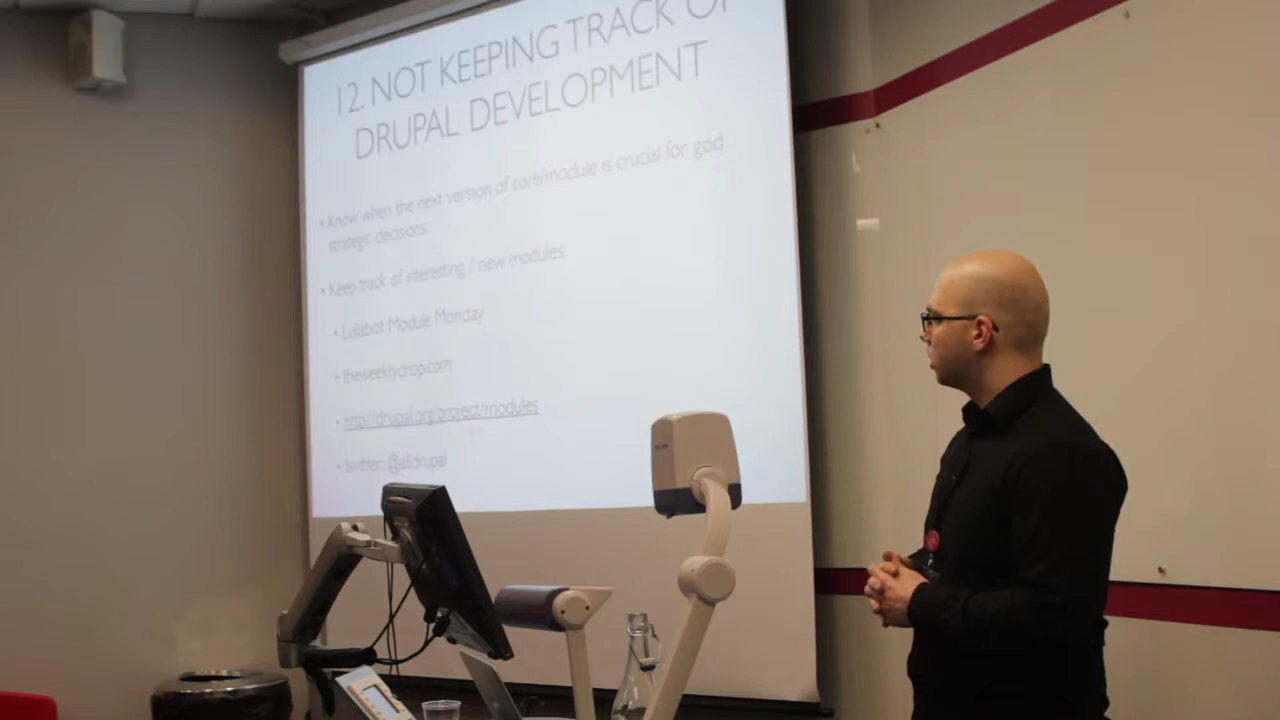 12. NOT KEEPING TRACK OF
DRUPAL DEVELOPMENT
• Know when the next version of core/module is crucial for god
strategic decisions:
• Keep track of interesting / new modules:
• Lullabot Module Monday
• theweeklydrop.com
• http://drupal.org/project/modules
• twitter: @alldrupal